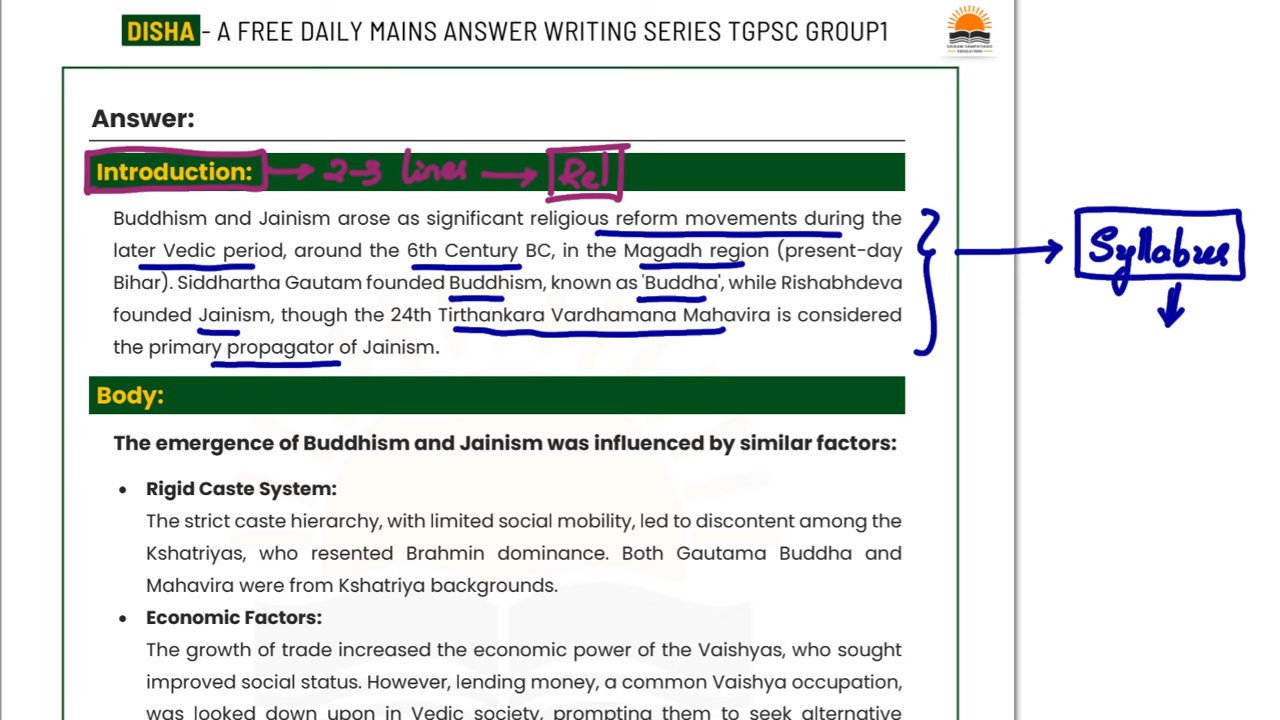 DISHA - A FREE DAILY MAINS ANSWER WRITING SERIES TGPSC GROUP1
Answer:
Introduction: → 2-3 lines → Rel
Buddhism and Jainism arose as significant religious reform movements during the
later Vedic period, around the 6th Century BC, in the Magadh region (present-day
Bihar). Siddhartha Gautam founded Buddhism, known as 'Buddha', while Rishabhdeva
founded Jainism, though the 24th Tirthankara Vardhamana Mahavira is considered
the primary propagator of Jainism.
Syllabus
Body:
The emergence of Buddhism and Jainism was influenced by similar factors:
• Rigid Caste System:
The strict caste hierarchy, with limited social mobility, led to discontent among the
Kshatriyas, who resented Brahmin dominance. Both Gautama Buddha and
Mahavira were from Kshatriya backgrounds.
• Economic Factors:
The growth of trade increased the economic power of the Vaishyas, who sought
improved social status. However, lending money, a common Vaishya occupation,
was looked down upon in Vedic society, prompting them to seek alternative